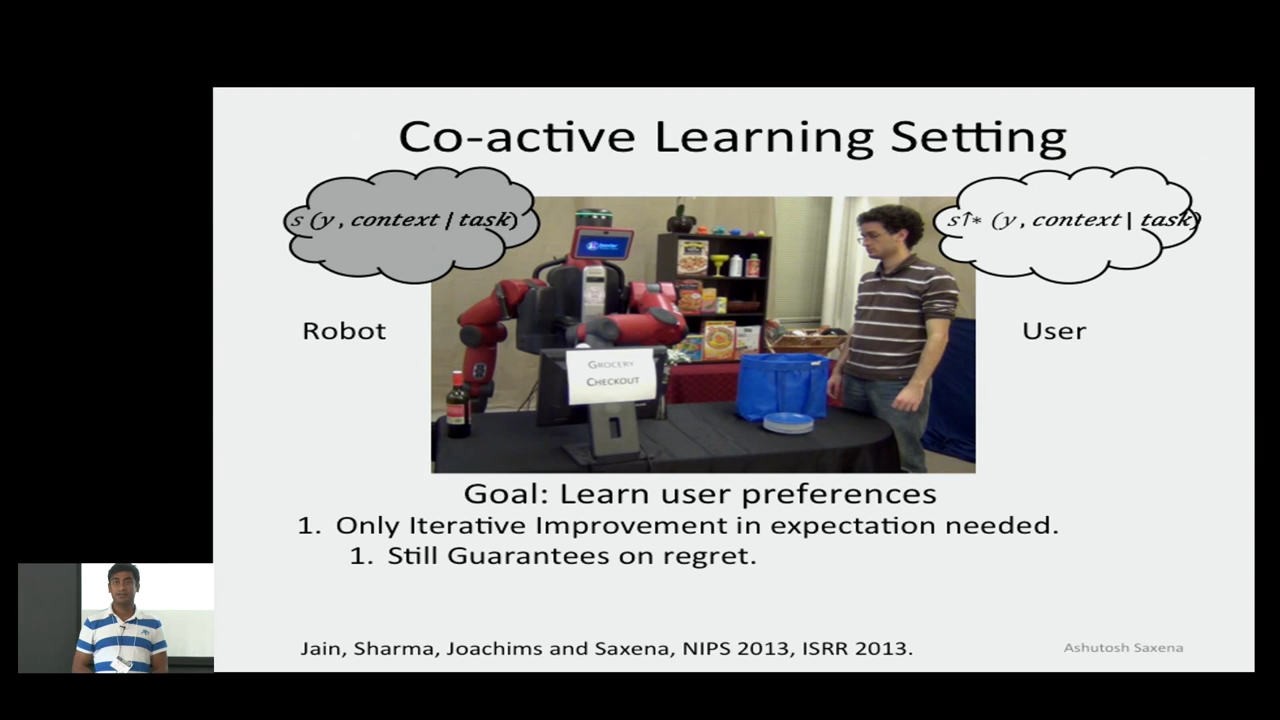 Co-active Learning Setting
s (y , context | task)
s↑* (y , context | task)
Robot
User
GROCERY
CHECKOUT
Goal: Learn user preferences
1. Only Iterative Improvement in expectation needed.
1. Still Guarantees on regret.
Jain, Sharma, Joachims and Saxena, NIPS 2013, ISRR 2013.
Ashutosh Saxena